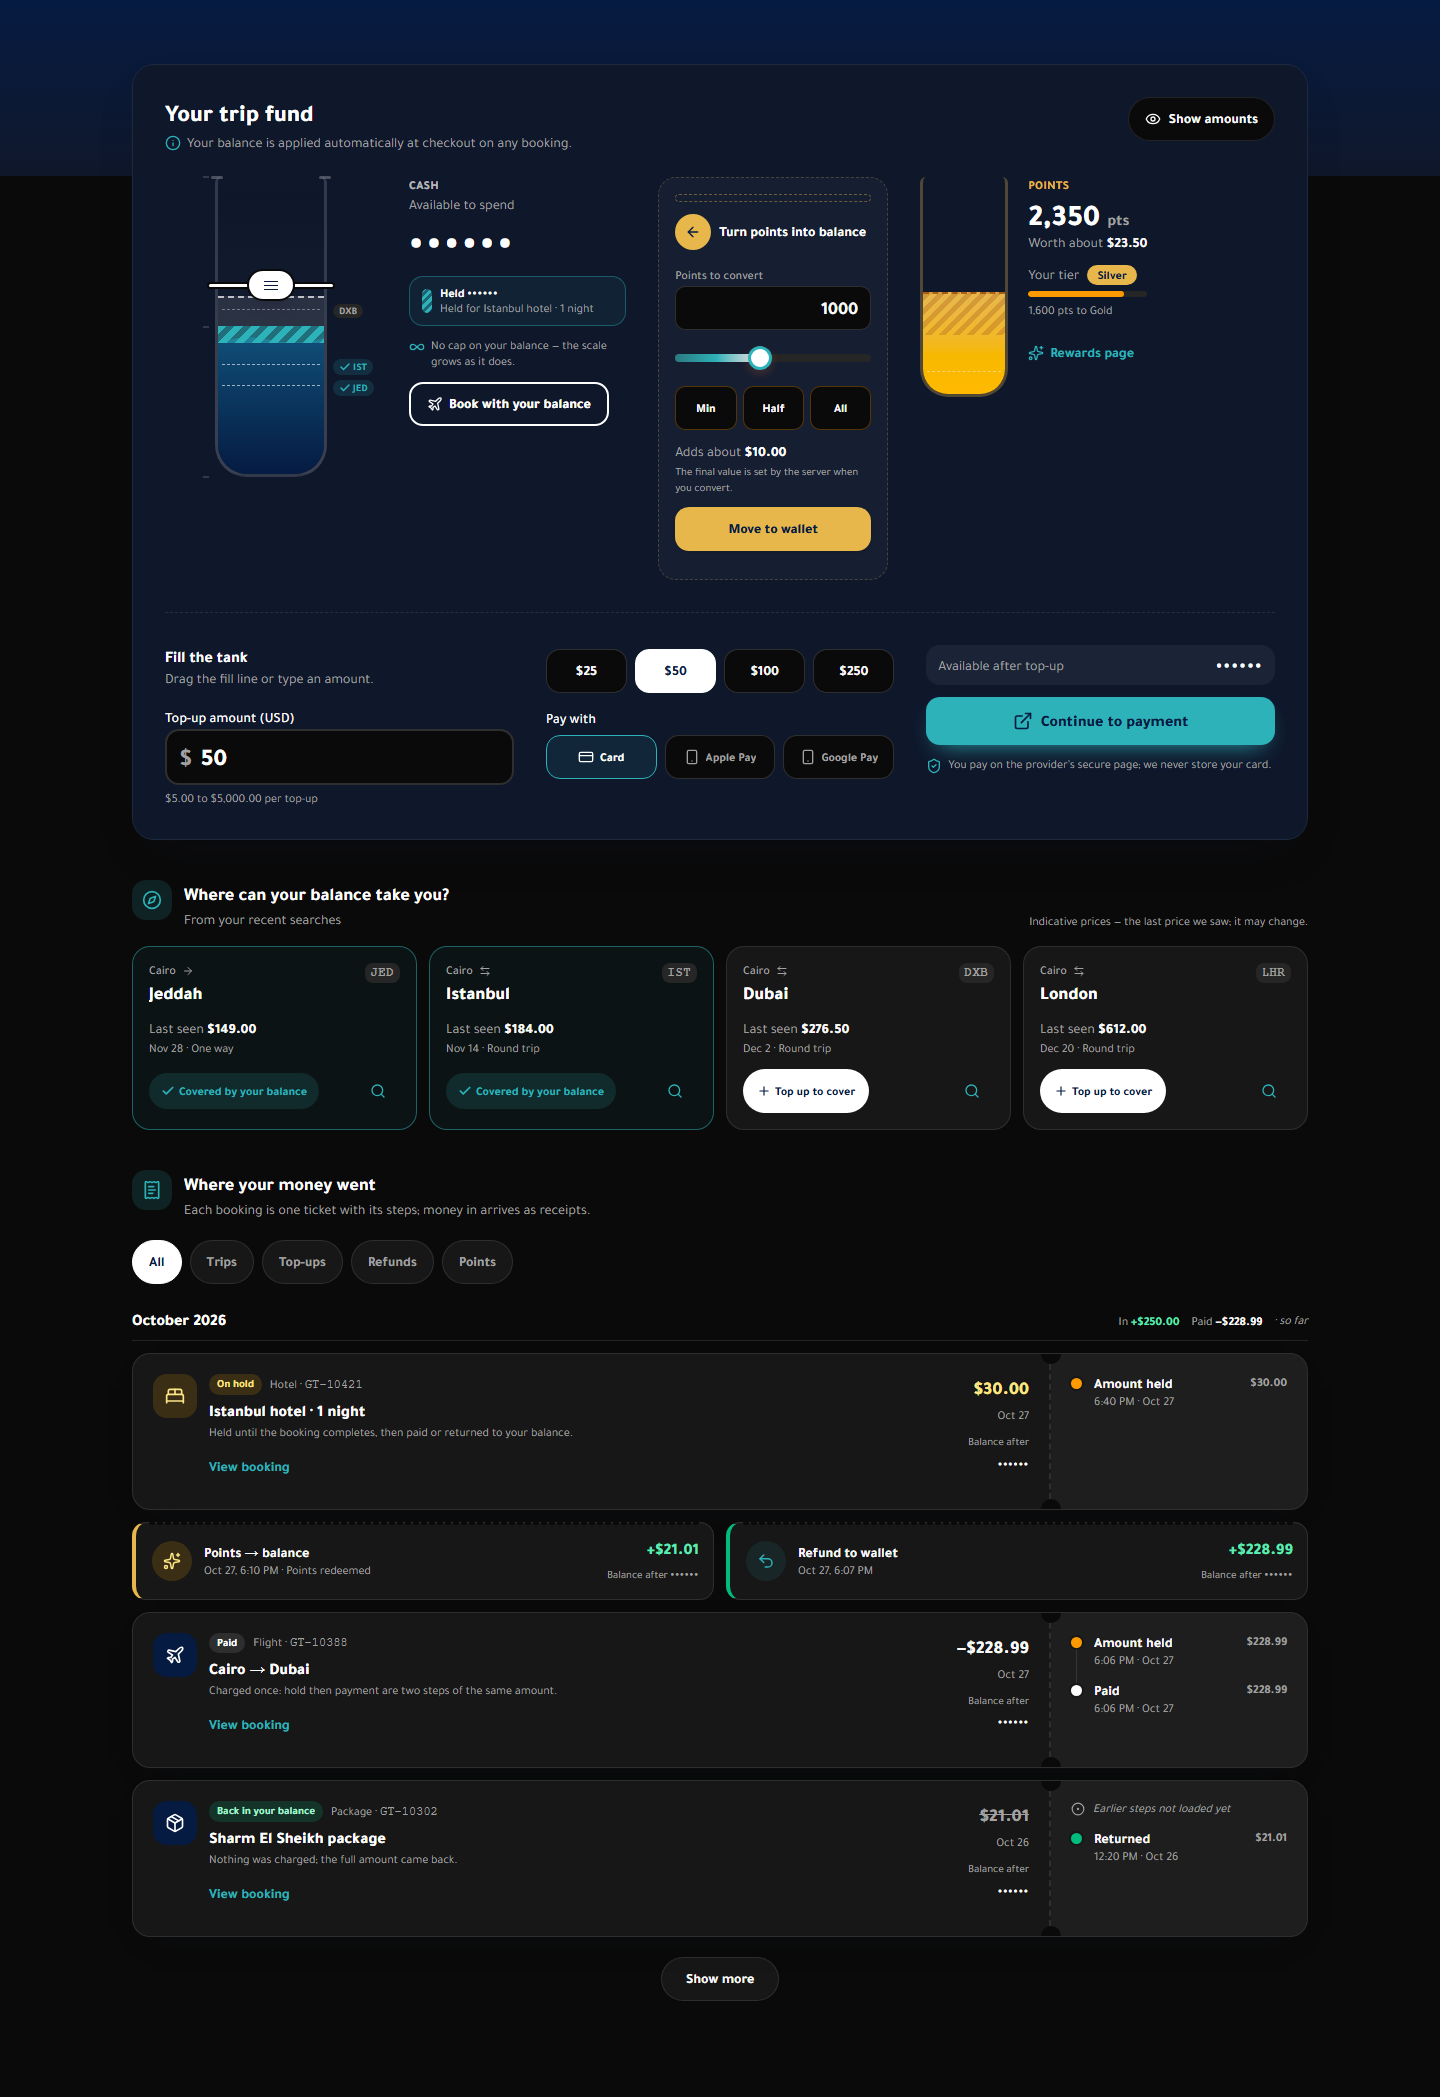 Your trip fund
Your balance is applied automatically at checkout on any booking.
Show amounts
CASH
Available to spend
••••••
Held ••••••
Held for Istanbul hotel · 1 night
No cap on your balance – the scale
grows as it does.
Book with your balance
DXB
IST
JED
Turn points into balance
Points to convert
1000
Min
Half
All
Adds about $10.00
The final value is set by the server when
you convert.
Move to wallet
POINTS
2,350 pts
Worth about $23.50
Your tier Silver
1,600 pts to Gold
Rewards page
Fill the tank
Drag the fill line or type an amount.
Top-up amount (USD)
$ 50
$5.00 to $5,000.00 per top-up
$25
$50
$100
$250
Pay with
Card
Apple Pay
Google Pay
Available after top-up ••••••
Continue to payment
You pay on the provider's secure page; we never store your card.
Where can your balance take you?
From your recent searches
Indicative prices – the last price we saw; it may change.
Cairo → JED
Jeddah
Last seen $149.00
Nov 28 · One way
Covered by your balance
Cairo ⇆ IST
Istanbul
Last seen $184.00
Nov 14 · Round trip
Covered by your balance
Cairo ⇆ DXB
Dubai
Last seen $276.50
Dec 2 · Round trip
Top up to cover
Cairo ⇆ LHR
London
Last seen $612.00
Dec 20 · Round trip
Top up to cover
Where your money went
Each booking is one ticket with its steps; money in arrives as receipts.
All
Trips
Top-ups
Refunds
Points
October 2026
In +$250.00 Paid –$228.99 · so far
On hold Hotel · GT-10421
Istanbul hotel · 1 night
Held until the booking completes, then paid or returned to your balance.
View booking
$30.00
Oct 27
Balance after
••••••
Amount held $30.00
6:40 PM · Oct 27
Points → balance
Oct 27, 6:10 PM · Points redeemed
+$21.01
Balance after ••••••
Refund to wallet
Oct 27, 6:07 PM
+$228.99
Balance after ••••••
Paid Flight · GT-10388
Cairo → Dubai
Charged once: hold then payment are two steps of the same amount.
View booking
–$228.99
Oct 27
Balance after
••••••
Amount held $228.99
6:06 PM · Oct 27
Paid $228.99
6:06 PM · Oct 27
Back in your balance Package · GT-10302
Sharm El Sheikh package
Nothing was charged; the full amount came back.
View booking
$21.01
Oct 26
Balance after
••••••
Earlier steps not loaded yet
Returned $21.01
12:20 PM · Oct 26
Show more